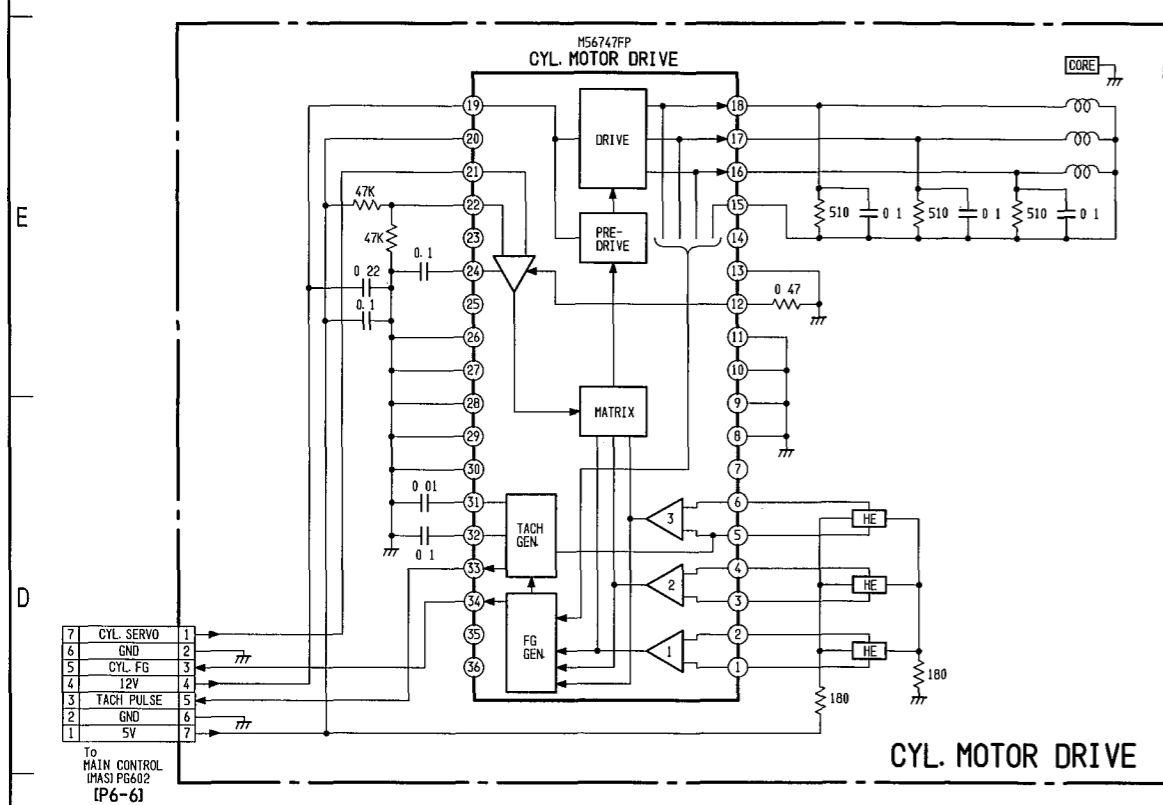 M56747FP
CYL. MOTOR DRIVE
CORE
E
D
19
20
21
22
23
24
25
26
27
28
29
30
31
32
33
34
35
36
18
17
16
15
14
13
12
11
10
9
8
7
6
5
4
3
2
1
DRIVE
PRE-
DRIVE
MATRIX
TACH
GEN.
FG
GEN.
3
2
1
47K
47K
0.1
0 22
0.1
0 01
0 1
510
0 1
510
0 1
510
0 1
0 47
HE
HE
HE
180
180
7 CYL. SERVO 1
6 GND 2
5 CYL. FG 3
4 12V 4
3 TACH PULSE 5
2 GND 6
1 5V 7
To
MAIN CONTROL
[MAS] PG602
[P6-6]
CYL. MOTOR DRIVE